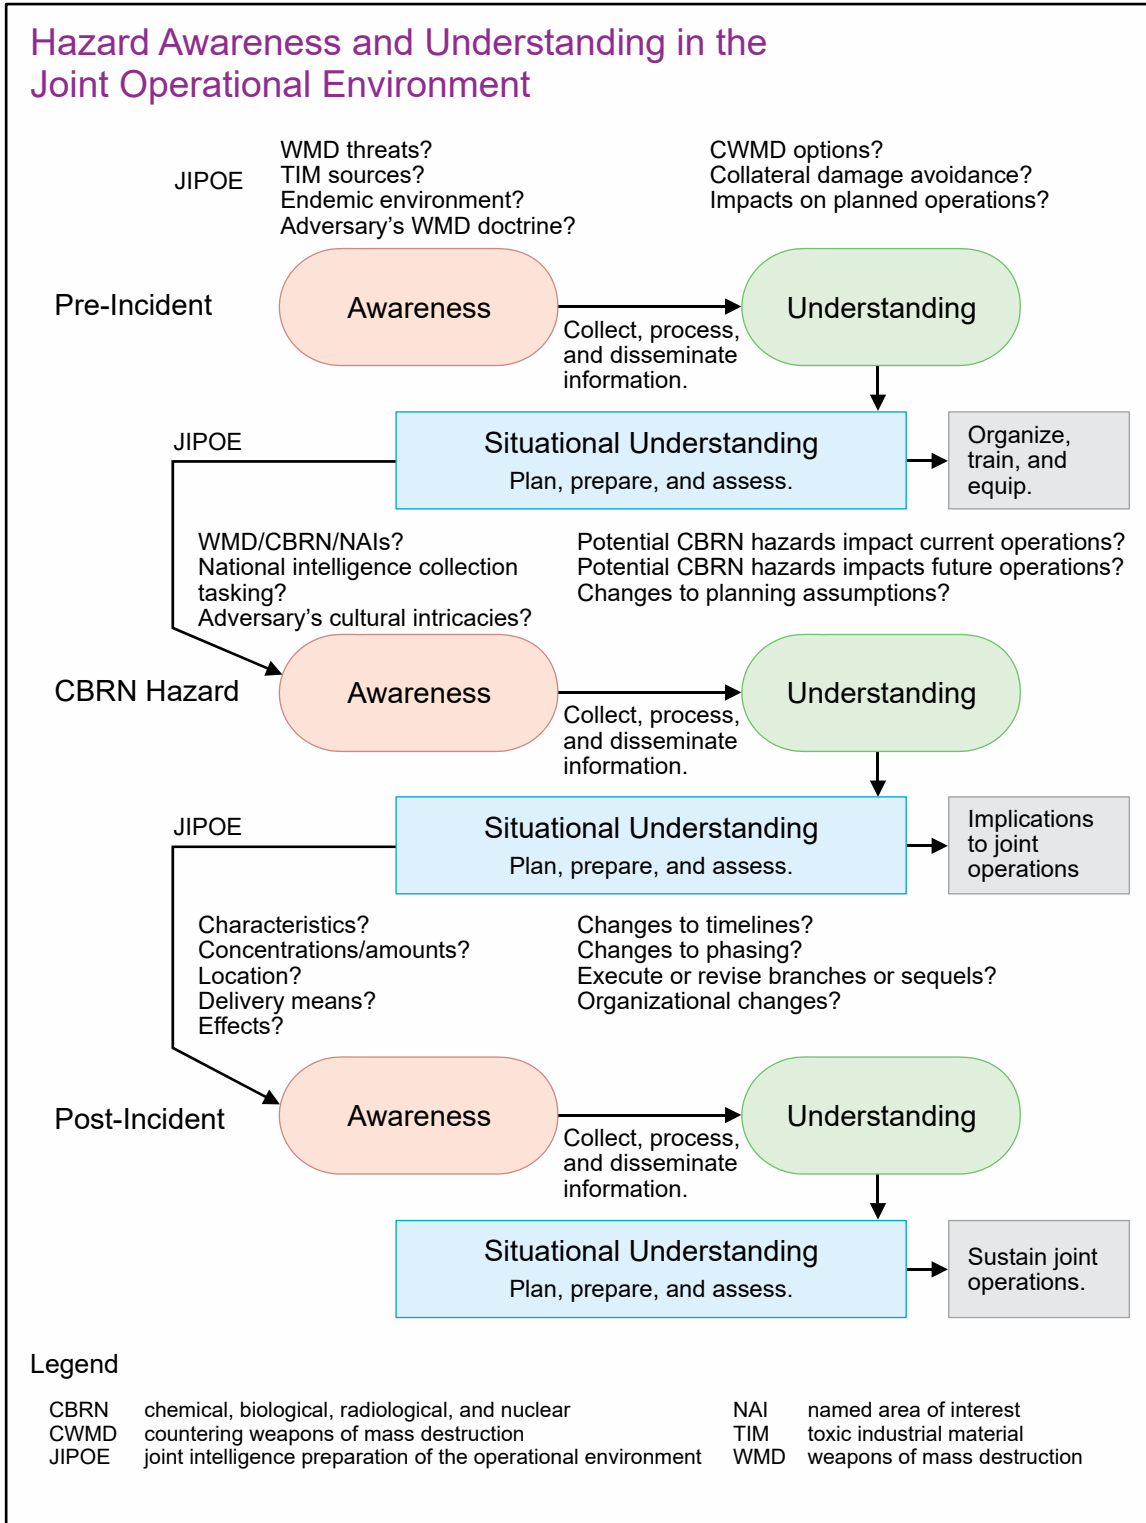 Hazard Awareness and Understanding in the
Joint Operational Environment
JIPOE
WMD threats?
TIM sources?
Endemic environment?
Adversary's WMD doctrine?
CWMD options?
Collateral damage avoidance?
Impacts on planned operations?
Pre-Incident
Awareness
Collect, process,
and disseminate
information.
Understanding
Situational Understanding
Plan, prepare, and assess.
Organize,
train, and
equip.
JIPOE
WMD/CBRN/NAIs?
National intelligence collection
tasking?
Adversary's cultural intricacies?
Potential CBRN hazards impact current operations?
Potential CBRN hazards impacts future operations?
Changes to planning assumptions?
CBRN Hazard
Awareness
Collect, process,
and disseminate
information.
Understanding
Situational Understanding
Plan, prepare, and assess.
Implications
to joint
operations
JIPOE
Characteristics?
Concentrations/amounts?
Location?
Delivery means?
Effects?
Changes to timelines?
Changes to phasing?
Execute or revise branches or sequels?
Organizational changes?
Post-Incident
Awareness
Collect, process,
and disseminate
information.
Understanding
Situational Understanding
Plan, prepare, and assess.
Sustain joint
operations.
Legend
CBRN chemical, biological, radiological, and nuclear
CWMD countering weapons of mass destruction
JIPOE joint intelligence preparation of the operational environment
NAI named area of interest
TIM toxic industrial material
WMD weapons of mass destruction